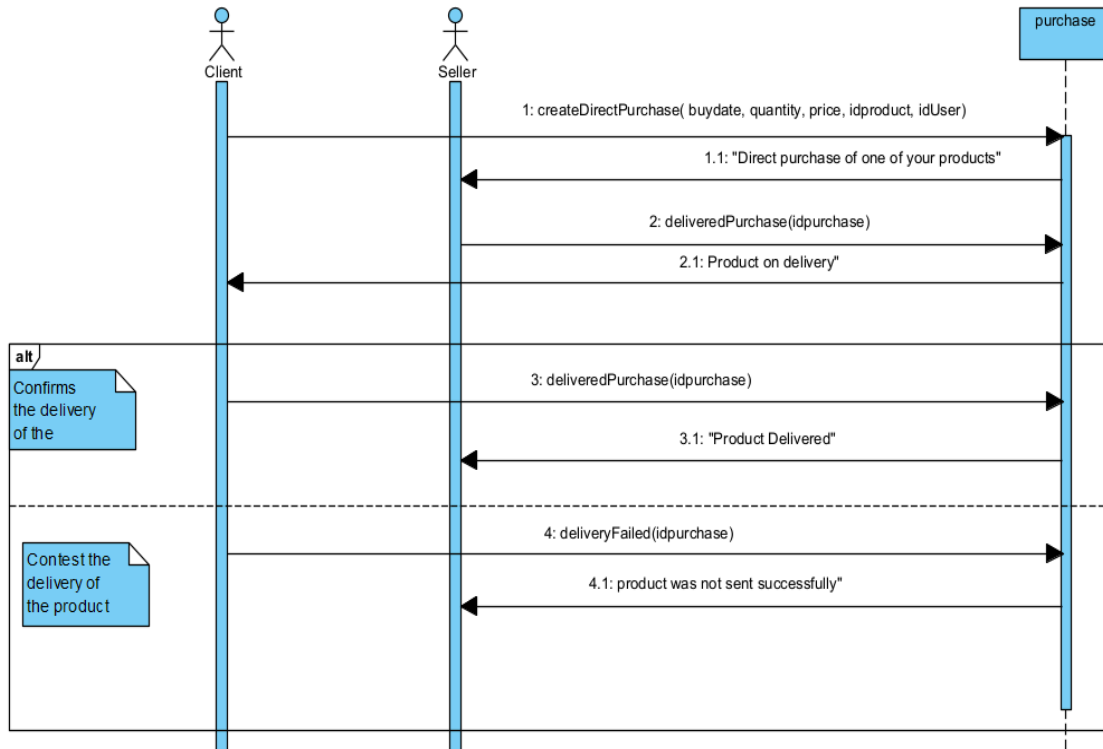 Client
Seller
purchase
1: createDirectPurchase( buydate, quantity, price, idproduct, idUser)
1.1: "Direct purchase of one of your products"
2: deliveredPurchase(idpurchase)
2.1: Product on delivery"
alt
Confirms
the delivery
of the
3: deliveredPurchase(idpurchase)
3.1: "Product Delivered"
4: deliveryFailed(idpurchase)
Contest the
delivery of
the product
4.1: product was not sent successfully"